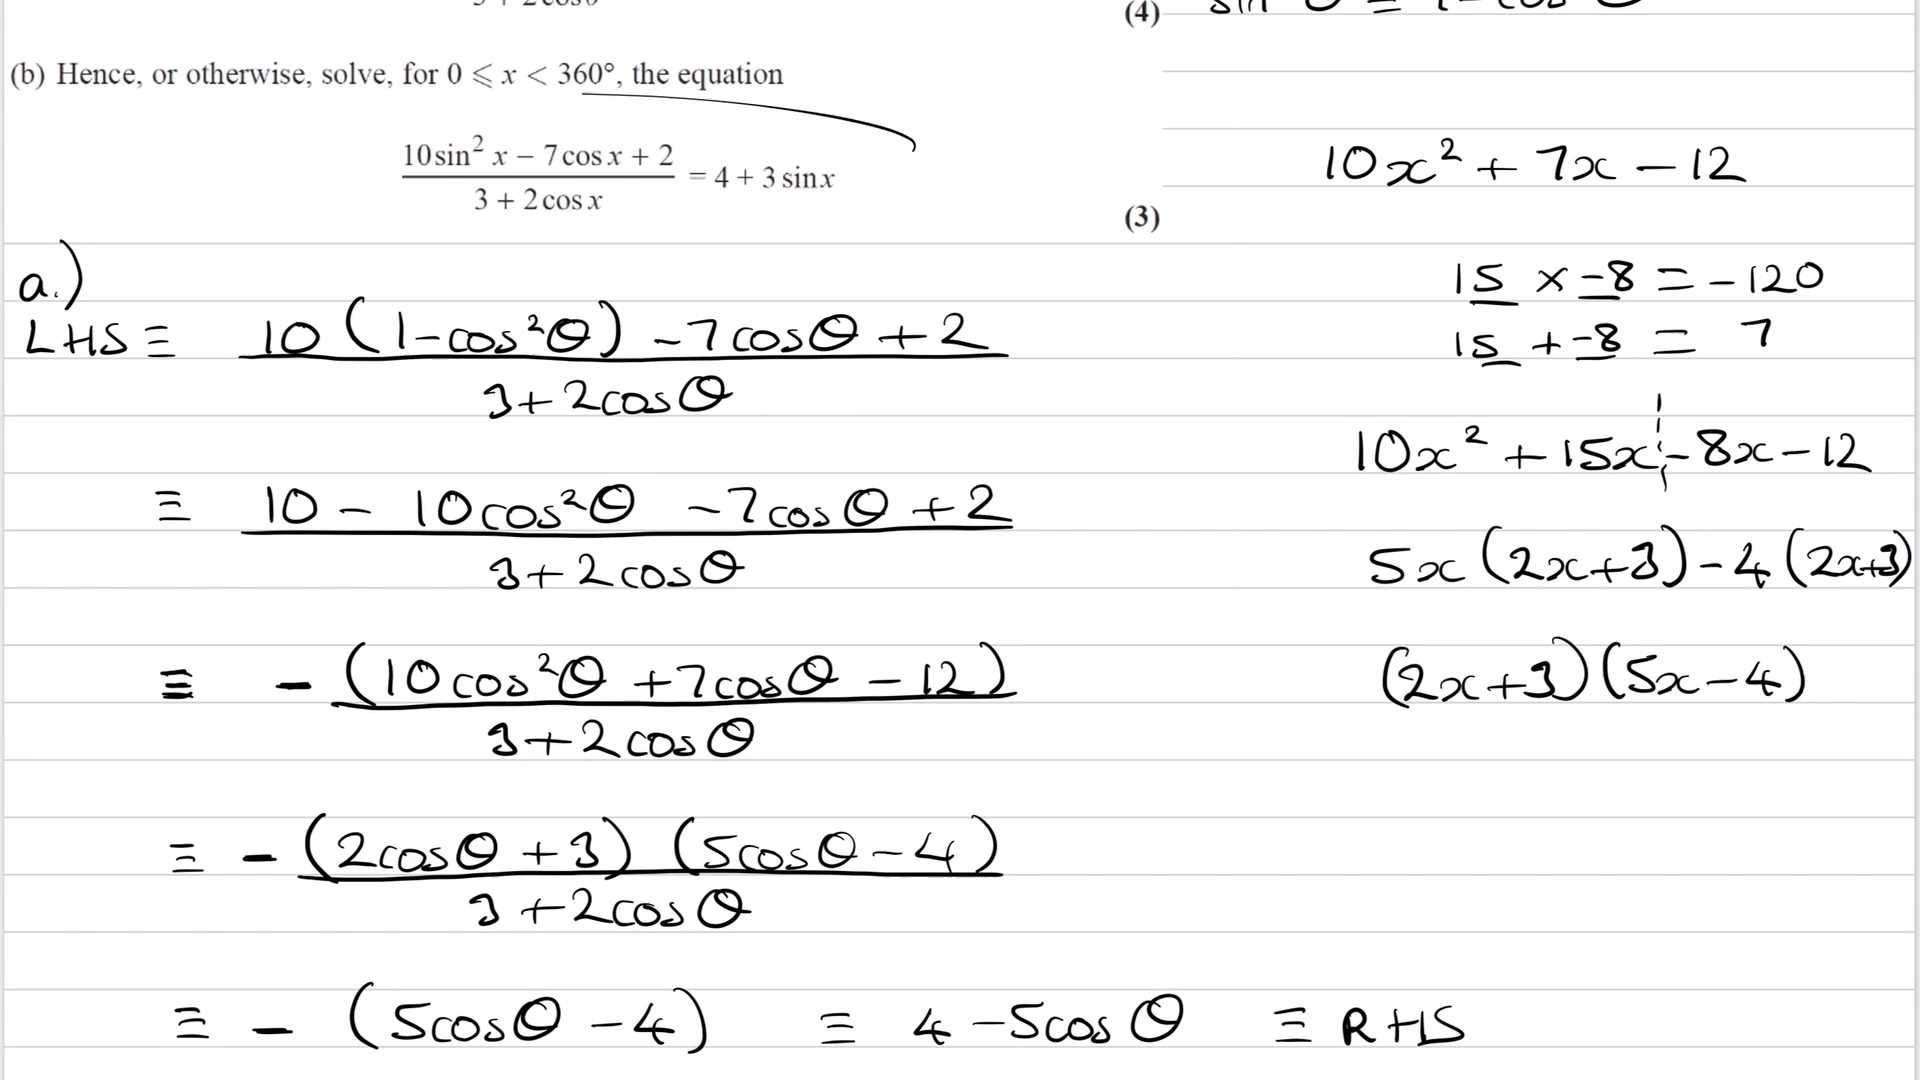 (4)
(b) Hence, or otherwise, solve, for 0 ⩽ x < 360°, the equation
10sin² x − 7cos x + 2
= 4 + 3 sin x
3 + 2 cos x
(3)
10x² + 7x − 12
15 × −8 = −120
15 + −8 = 7
10x² + 15x − 8x − 12
5x (2x+3) − 4 (2x+3)
(2x+3)(5x−4)
a.)
LHS ≡ 10 (1−cos²θ) − 7cosθ + 2
3+2cosθ
≡ 10 − 10cos²θ − 7cosθ + 2
3+2cosθ
≡ − (10cos²θ + 7cosθ − 12)
3+2cosθ
≡ − (2cosθ + 3) (5cosθ − 4)
3+2cosθ
≡ − (5cosθ − 4) ≡ 4 − 5cosθ ≡ RHS